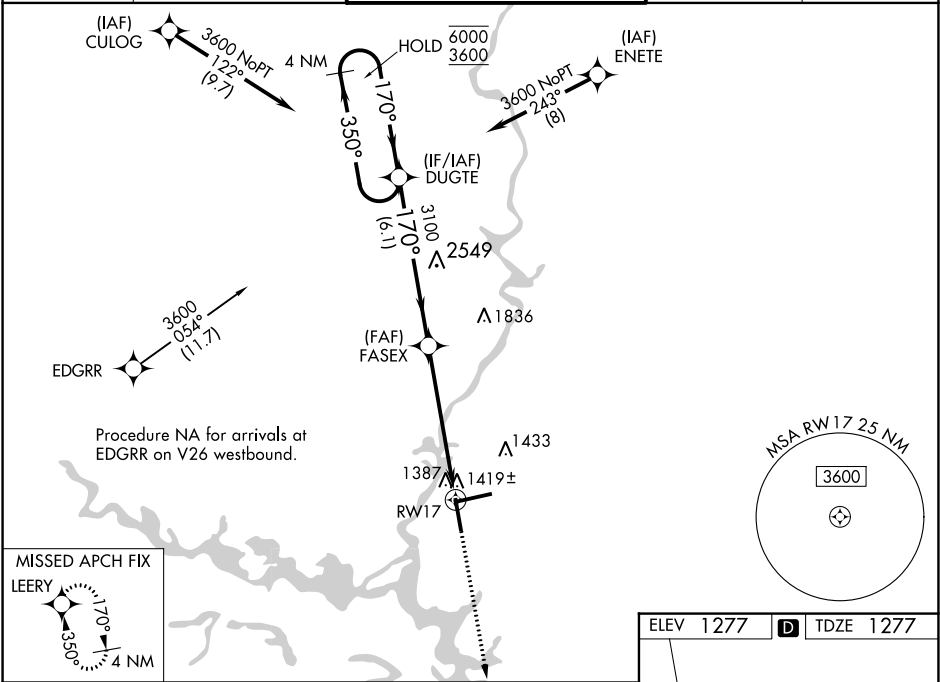 (IAF)
CULOG
3600 NoPT
122°
(9.7)
4 NM
HOLD
6000
3600
(IAF)
ENETE
3600 NoPT
243°
(8)
170°
350°
(IF/IAF)
DUGTE
3100
170°
(6.1)
2549
1836
(FAF)
FASEX
3600
054°
(11.7)
EDGRR
Procedure NA for arrivals at
EDGRR on V26 westbound.
1433
1387
1419±
RW17
MSA RW17 25 NM
3600
MISSED APCH FIX
LEERY
170°
350°
4 NM
ELEV 1277 D TDZE 1277